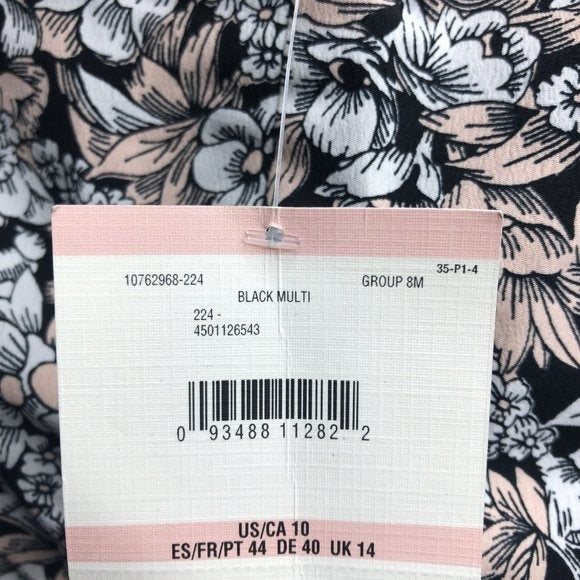 35-P1-4
10762968-224 GROUP 8M
BLACK MULTI
224 -
4501126543
0 93488 11282 2
US/CA 10
ES/FR/PT 44 DE 40 UK 14